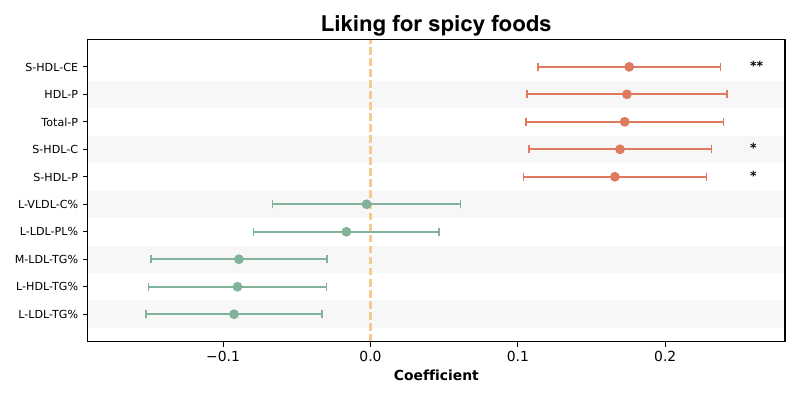 Liking for spicy foods
S-HDL-CE
**
HDL-P
Total-P
S-HDL-C
*
S-HDL-P
*
L-VLDL-C%
L-LDL-PL%
M-LDL-TG%
L-HDL-TG%
L-LDL-TG%
−0.1 0.0 0.1 0.2
Coefficient